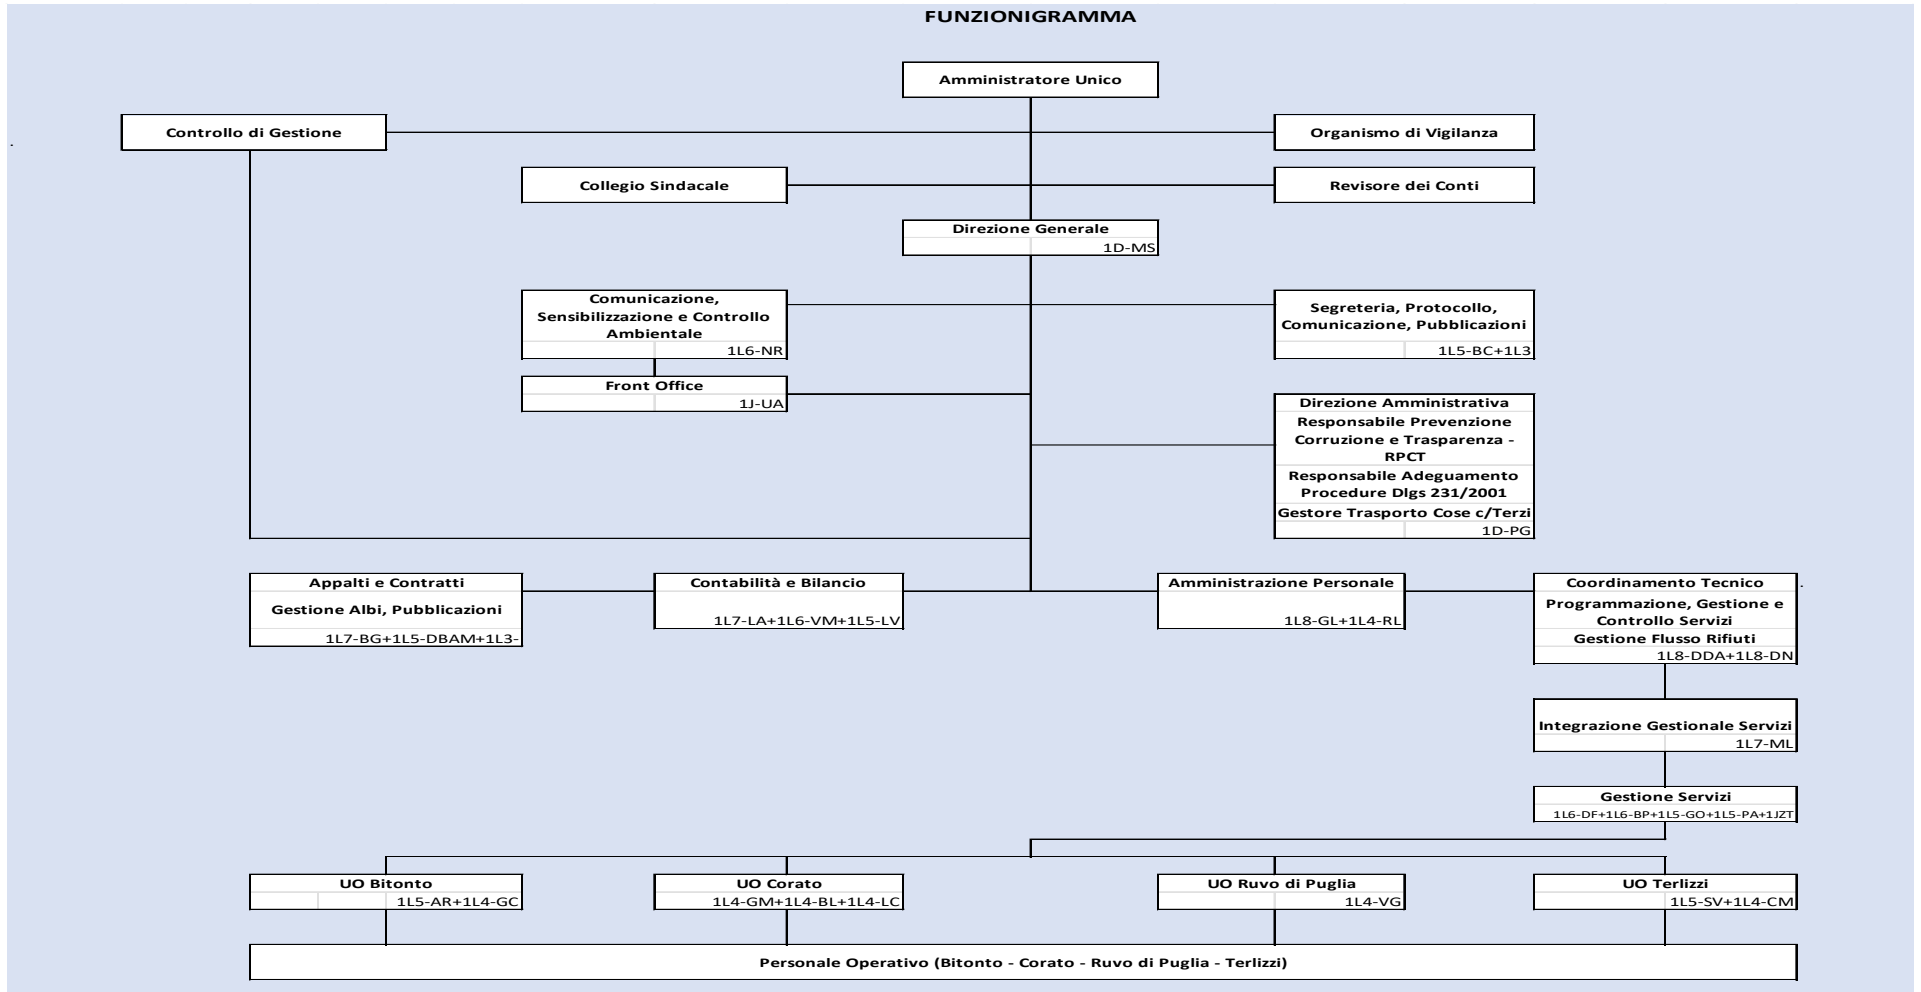 FUNZIONIGRAMMA
Amministratore Unico
Controllo di Gestione
Organismo di Vigilanza
Collegio Sindacale
Revisore dei Conti
Direzione Generale
1D-MS
Comunicazione,
Sensibilizzazione e Controllo
Ambientale
1L6-NR
Segreteria, Protocollo,
Comunicazione, Pubblicazioni
1L5-BC+1L3
Front Office
1J-UA
Direzione Amministrativa
Responsabile Prevenzione
Corruzione e Trasparenza -
RPCT
Responsabile Adeguamento
Procedure Dlgs 231/2001
Gestore Trasporto Cose c/Terzi
1D-PG
Appalti e Contratti
Gestione Albi, Pubblicazioni
1L7-BG+1L5-DBAM+1L3-
Contabilità e Bilancio
1L7-LA+1L6-VM+1L5-LV
Amministrazione Personale
1L8-GL+1L4-RL
Coordinamento Tecnico
Programmazione, Gestione e
Controllo Servizi
Gestione Flusso Rifiuti
1L8-DDA+1L8-DN
Integrazione Gestionale Servizi
1L7-ML
Gestione Servizi
1L6-DF+1L6-BP+1L5-GO+1L5-PA+1JZT
UO Bitonto
1L5-AR+1L4-GC
UO Corato
1L4-GM+1L4-BL+1L4-LC
UO Ruvo di Puglia
1L4-VG
UO Terlizzi
1L5-SV+1L4-CM
Personale Operativo (Bitonto - Corato - Ruvo di Puglia - Terlizzi)